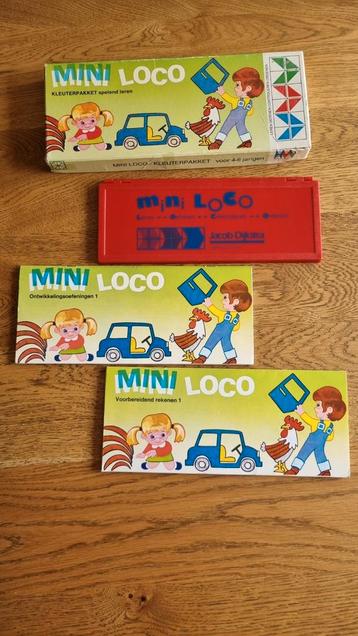 MINI LOCO
KLEUTERPAKKET spelend leren
MINI LOCO - KLEUTERPAKKET voor 4-6 jarigen
mini LOCO
Jacob Dijkstra
MINI LOCO
Ontwikkelingsoefeningen 1
MINI LOCO
Voorbereidend rekenen 1